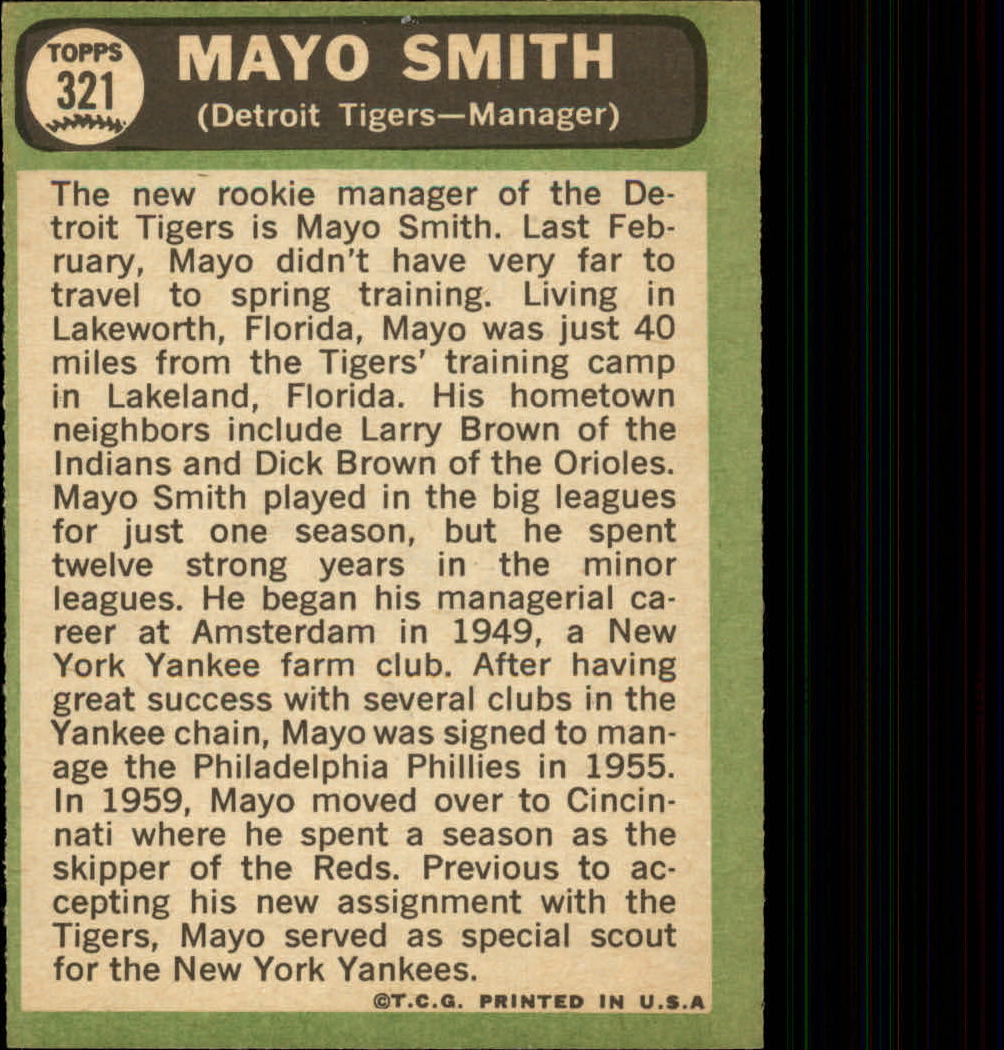 TOPPS
321
MAYO SMITH
(Detroit Tigers—Manager)
The new rookie manager of the De-
troit Tigers is Mayo Smith. Last Feb-
ruary, Mayo didn't have very far to
travel to spring training. Living in
Lakeworth, Florida, Mayo was just 40
miles from the Tigers' training camp
in Lakeland, Florida. His hometown
neighbors include Larry Brown of the
Indians and Dick Brown of the Orioles.
Mayo Smith played in the big leagues
for just one season, but he spent
twelve strong years in the minor
leagues. He began his managerial ca-
reer at Amsterdam in 1949, a New
York Yankee farm club. After having
great success with several clubs in the
Yankee chain, Mayo was signed to man-
age the Philadelphia Phillies in 1955.
In 1959, Mayo moved over to Cincin-
nati where he spent a season as the
skipper of the Reds. Previous to ac-
cepting his new assignment with the
Tigers, Mayo served as special scout
for the New York Yankees.
©T.C.G. PRINTED IN U.S.A